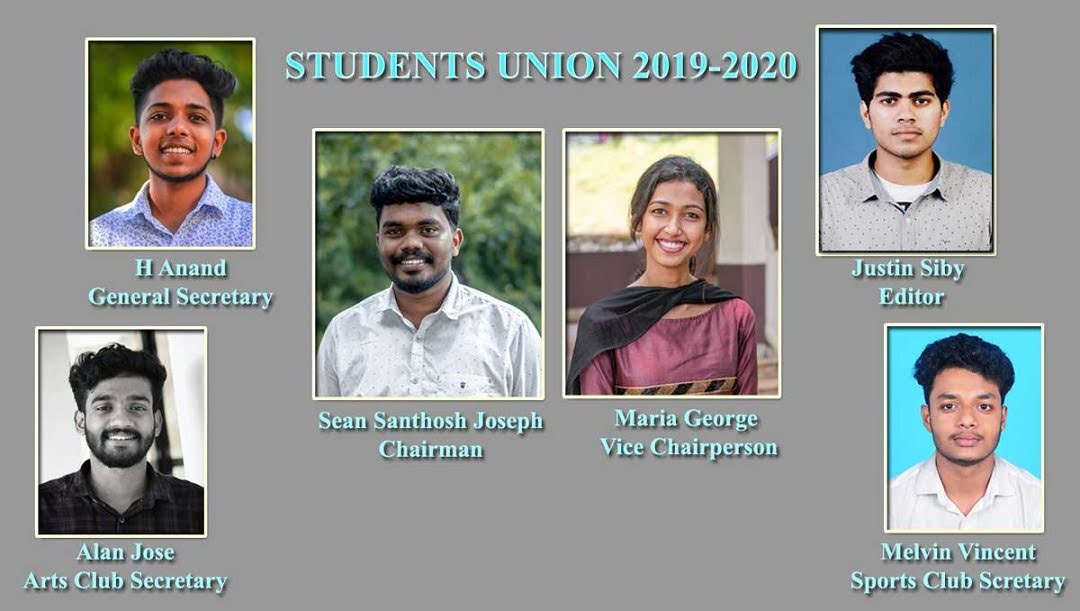 STUDENTS UNION 2019-2020
H Anand
General Secretary
Sean Santhosh Joseph
Chairman
Maria George
Vice Chairperson
Justin Siby
Editor
Alan Jose
Arts Club Secretary
Melvin Vincent
Sports Club Scretary